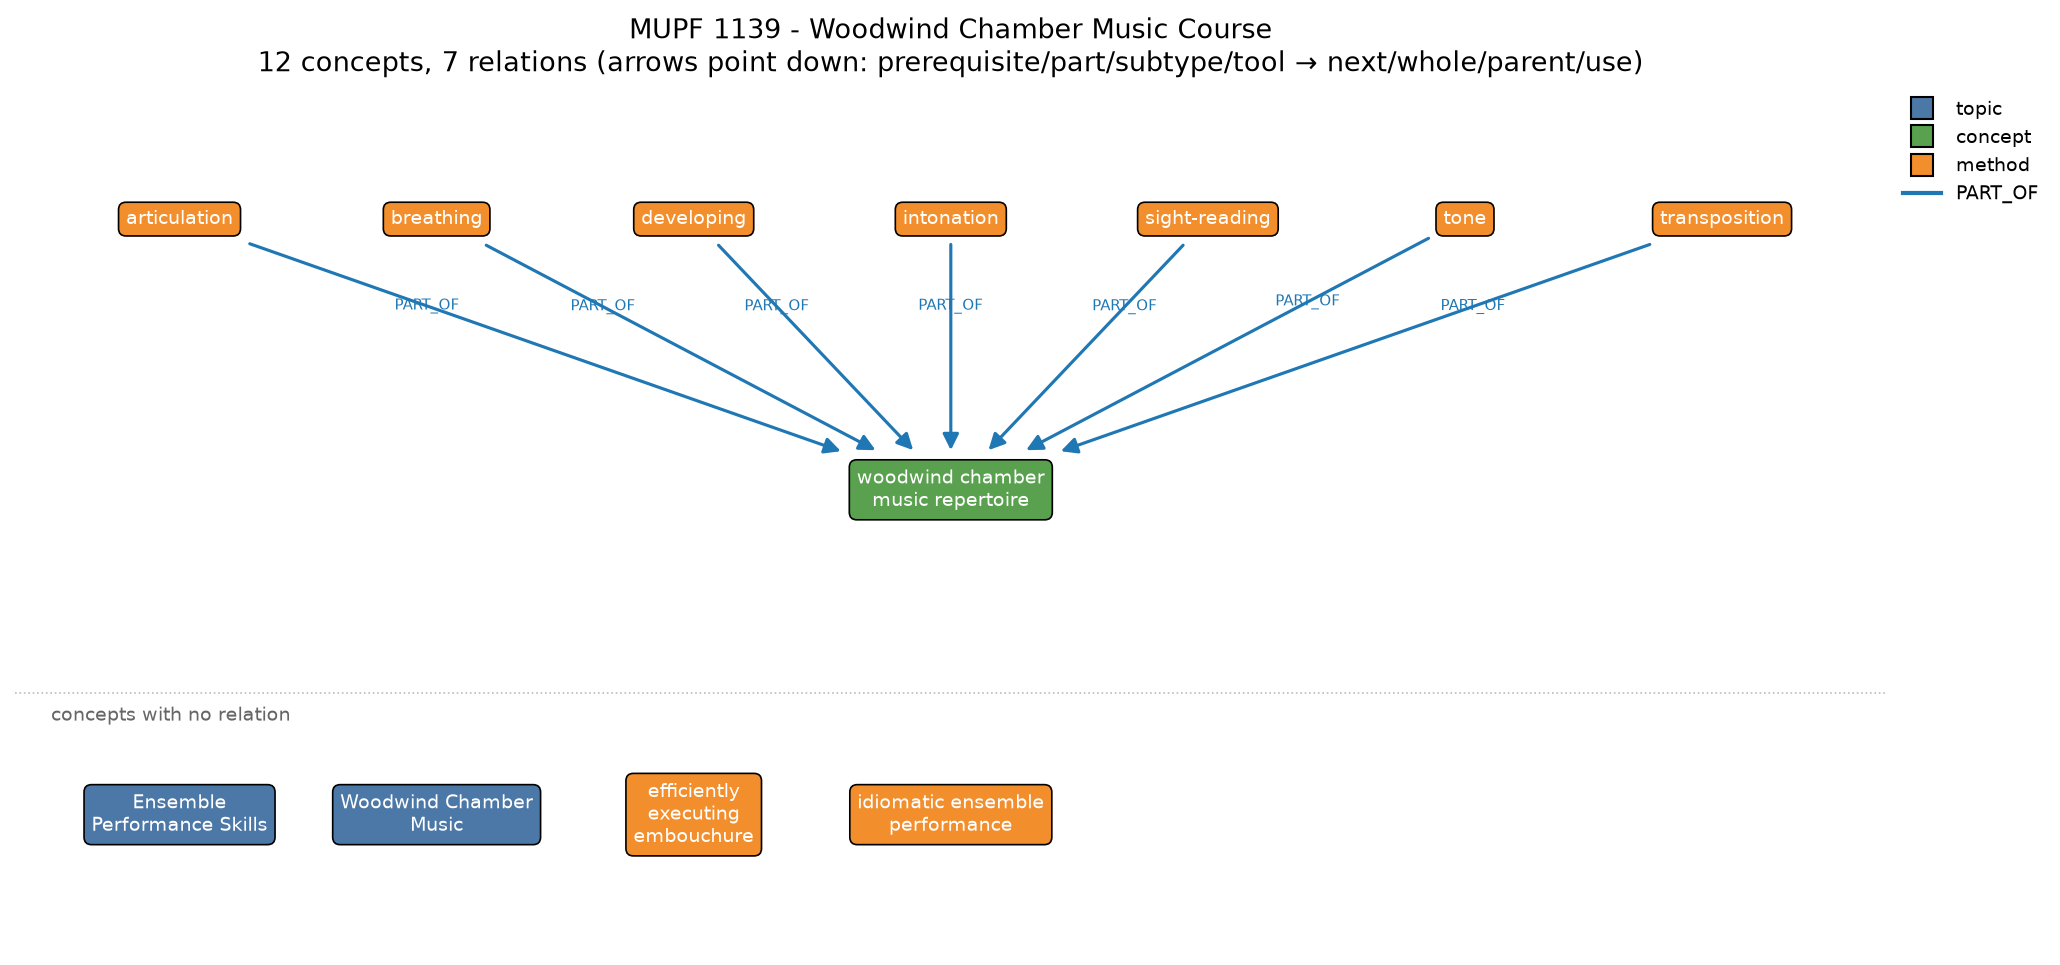 MUPF 1139 - Woodwind Chamber Music Course
12 concepts, 7 relations (arrows point down: prerequisite/part/subtype/tool → next/whole/parent/use)
topic
concept
method
PART_OF
articulation
breathing
developing
intonation
sight-reading
tone
transposition
PART_OF
PART_OF
PART_OF
PART_OF
PART_OF
PART_OF
PART_OF
woodwind chamber
music repertoire
concepts with no relation
Ensemble
Performance Skills
Woodwind Chamber
Music
efficiently
executing
embouchure
idiomatic ensemble
performance